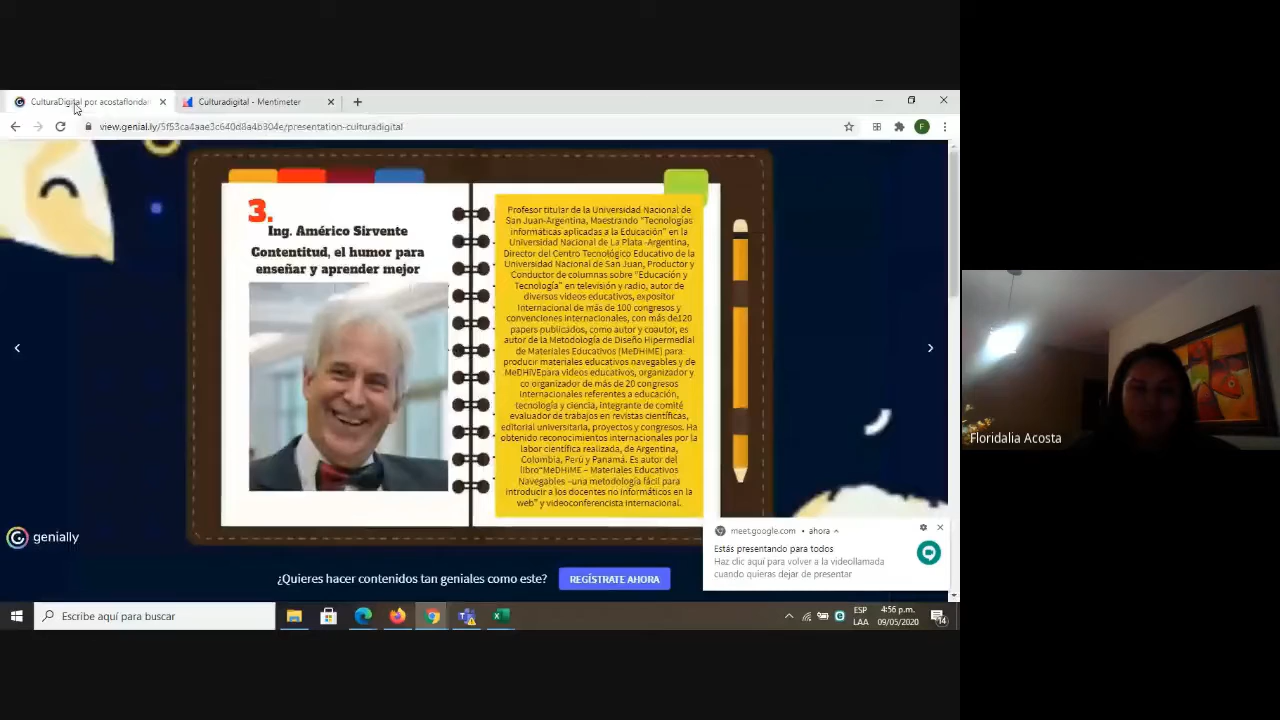 CulturaDigital por acostaflorida
Culturadigital - Mentimeter
view.genial.ly/5f53ca4aae3c640d8a4b304e/presentation-culturadigital
F
3.
Ing. Américo Sirvente
Contentitud, el humor para
enseñar y aprender mejor
Profesor titular de la Universidad Nacional de
San Juan-Argentina, Maestrando "Tecnologías
informáticas aplicadas a la Educación" en la
Universidad Nacional de La Plata -Argentina,
Director del Centro Tecnológico Educativo de la
Universidad Nacional de San Juan, Productor y
Conductor de columnas sobre "Educación y
Tecnología" en televisión y radio, autor de
diversos videos educativos, expositor
internacional de más de 100 congresos y
convenciones internacionales, con más de120
papers publicados, como autor y coautor, es
autor de la Metodología de Diseño Hipermedial
de Materiales Educativos (MeDHiME) para
producir materiales educativos navegables y de
MeDHIVEpara videos educativos, organizador y
co organizador de más de 20 congresos
internacionales referentes a educación,
tecnología y ciencia, integrante de comité
evaluador de trabajos en revistas científicas,
editorial universitaria, proyectos y congresos. Ha
obtenido reconocimientos internacionales por la
labor científica realizada, de Argentina,
Colombia, Perú y Panamá. Es autor del
libro"MeDHiME – Materiales Educativos
Navegables –una metodología fácil para
introducir a los docentes no informáticos en la
web" y videoconferencista internacional.
genially
¿Quieres hacer contenidos tan geniales como este?
REGÍSTRATE AHORA
meet.google.com • ahora
Estás presentando para todos
Haz clic aquí para volver a la videollamada
cuando quieras dejar de presentar
Escribe aquí para buscar
ESP
LAA
4:56 p.m.
09/05/2020
14
Floridalia Acosta